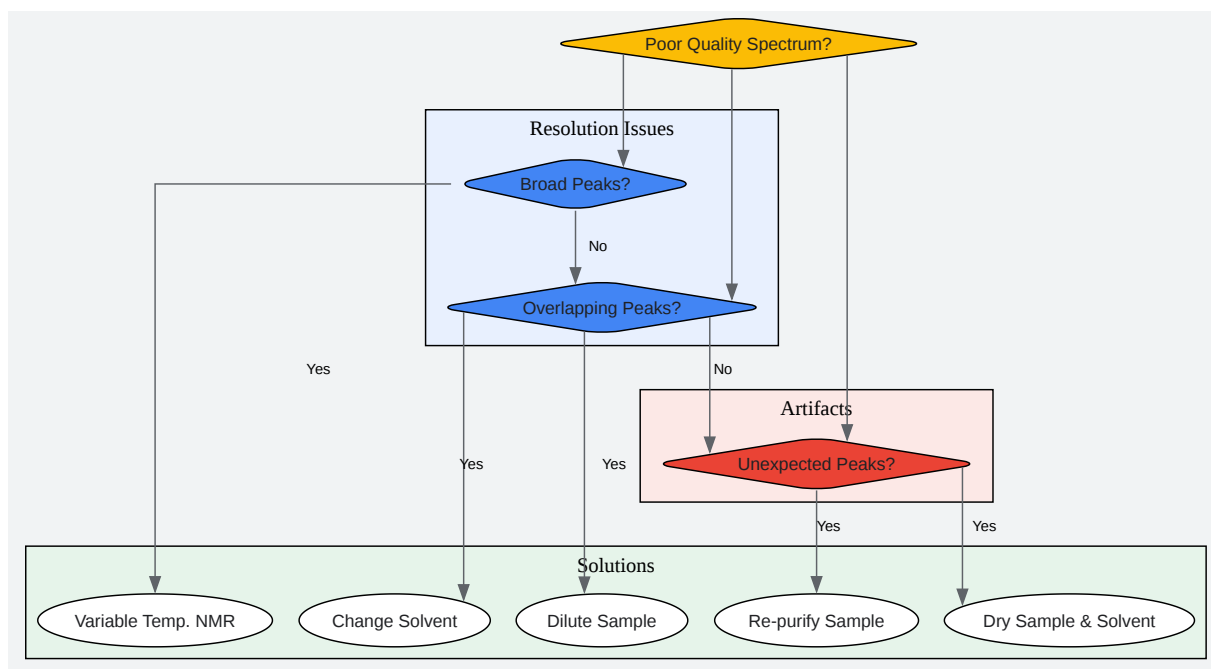 Poor Quality Spectrum?
Resolution Issues
Broad Peaks?
No
Overlapping Peaks?
Yes
No
Artifacts
Yes
Yes
Unexpected Peaks?
Yes
Yes
Solutions
Variable Temp. NMR
Change Solvent
Dilute Sample
Re-purify Sample
Dry Sample & Solvent